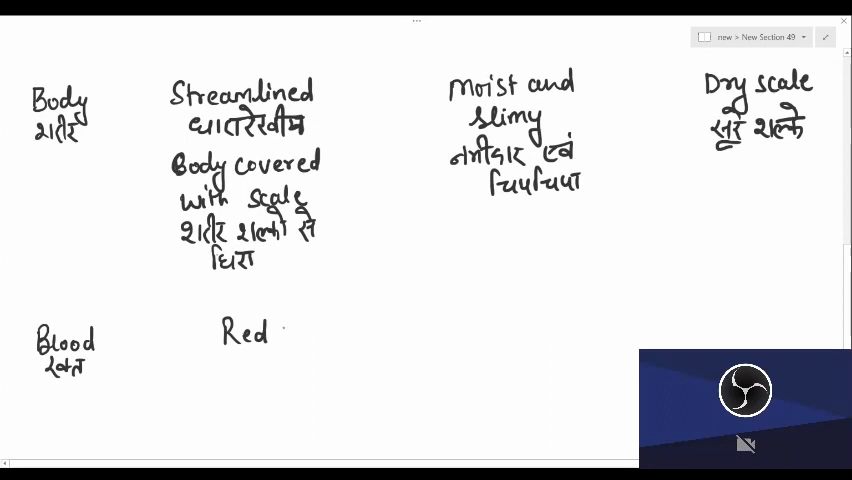 new > New Section 49
Body
शरीर
Streamlined
धारारेखीय
Body covered
with scale
शरीर शल्को से
घिरा
Moist and
slimy
नमीदार एवं
चिपचिपा
Dry scale
सूखे शल्के
Blood
रक्त
Red